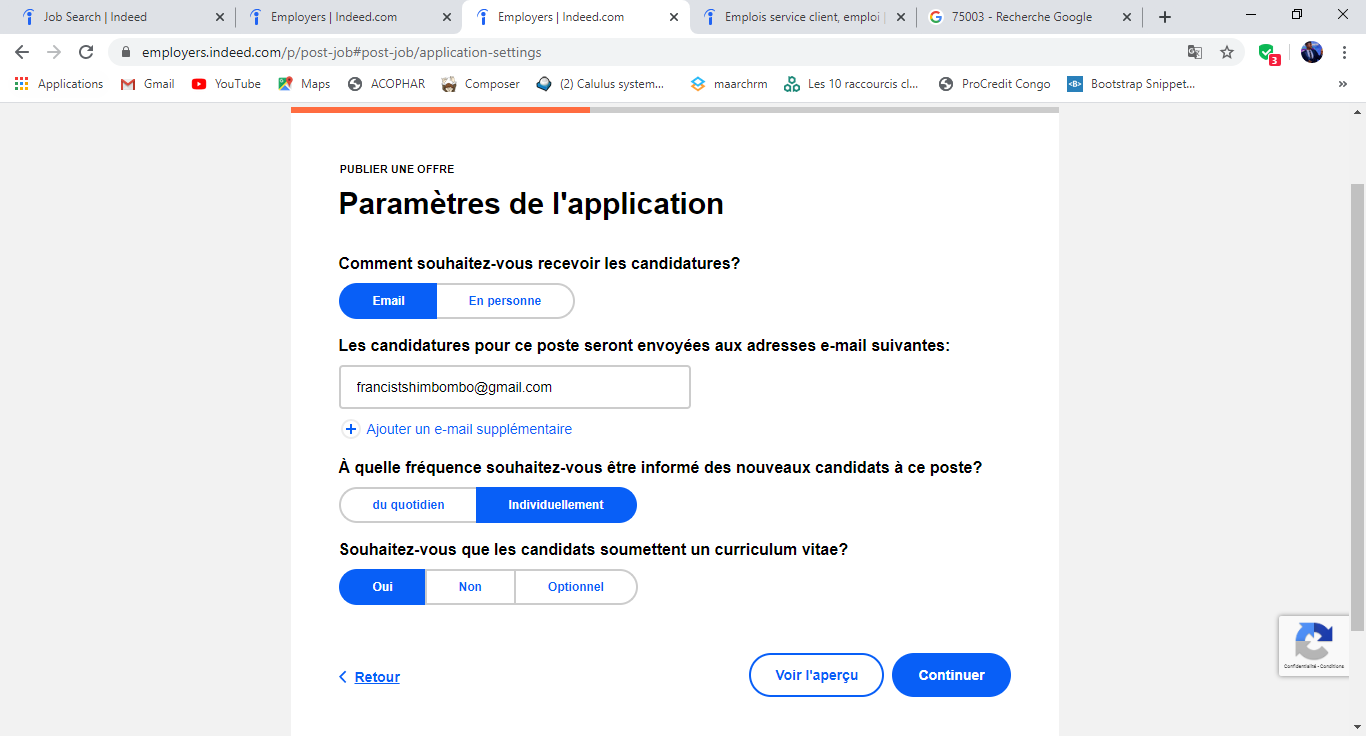 Job Search | Indeed
Employers | Indeed.com
Employers | Indeed.com
Emplois service client, emploi |
75003 - Recherche Google
employers.indeed.com/p/post-job#post-job/application-settings
3
Applications
Gmail
YouTube
Maps
ACOPHAR
Composer
(2) Calulus system...
maarchrm
Les 10 raccourcis cl...
ProCredit Congo
Bootstrap Snippet...
PUBLIER UNE OFFRE
Paramètres de l'application
Comment souhaitez-vous recevoir les candidatures?
Email
En personne
Les candidatures pour ce poste seront envoyées aux adresses e-mail suivantes:
francistshimbombo@gmail.com
+ Ajouter un e-mail supplémentaire
À quelle fréquence souhaitez-vous être informé des nouveaux candidats à ce poste?
du quotidien
Individuellement
Souhaitez-vous que les candidats soumettent un curriculum vitae?
Oui
Non
Optionnel
Retour
Voir l'aperçu
Continuer
Confidentialité - Conditions